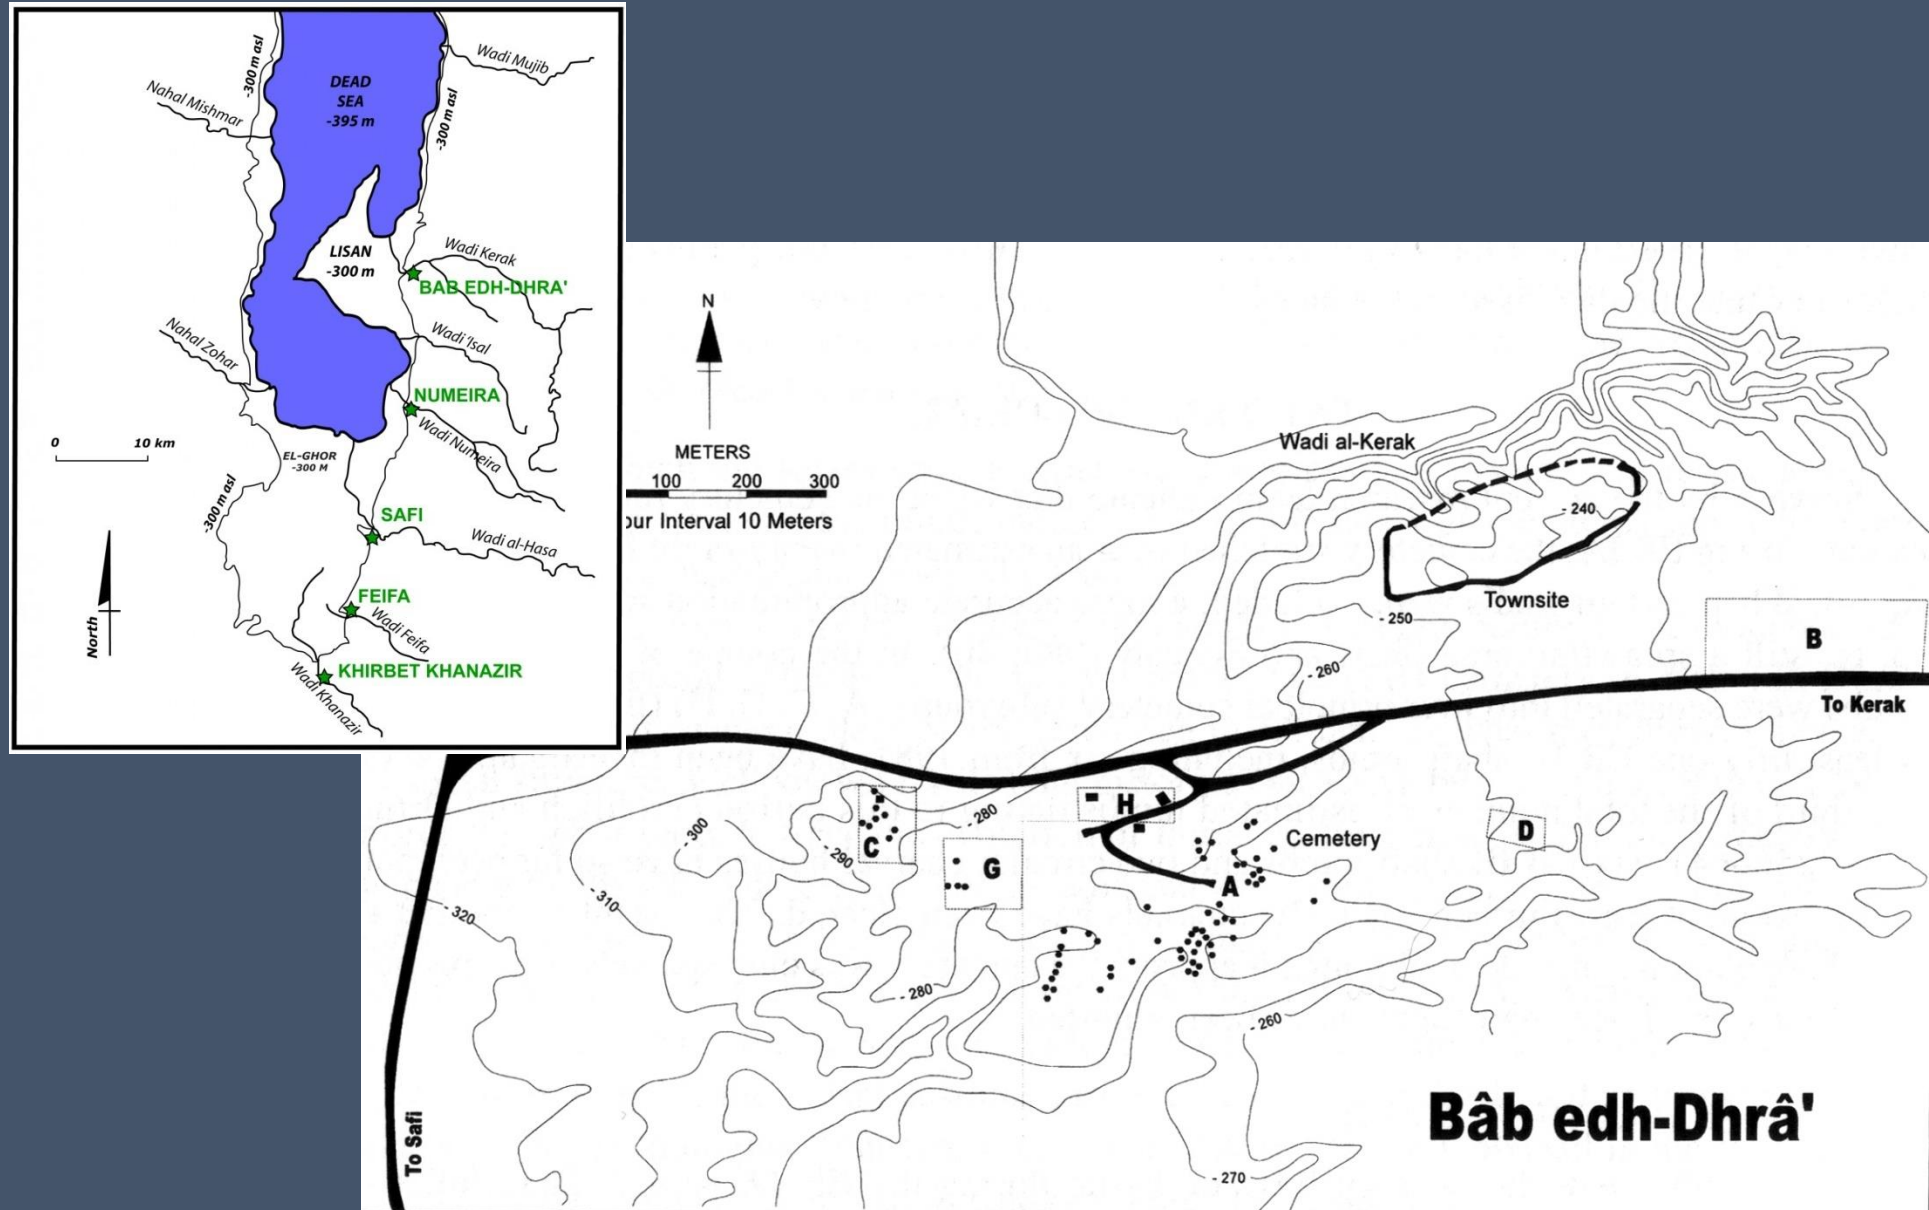 -300 m asl
DEAD
SEA
-395 m
Wadi Mujib
Nahal Mishmar
-300 m asl
LISAN
-300 m
Wadi Kerak
BAB EDH-DHRA'
Nahal Zohar
Wadi 'Isal
NUMEIRA
Wadi Numeira
0 10 km
EL-GHOR
-300 M
-300 m asl
SAFI
Wadi al-Hasa
North
FEIFA
Wadi Feifa
KHIRBET KHANAZIR
Wadi Khanazir
N
METERS
100 200 300
our Interval 10 Meters
Wadi al-Kerak
- 240
Townsite
- 250
B
- 260
To Kerak
- 300
- 280
H
Cemetery
D
C
- 290
G
A
- 310
- 320
- 280
- 260
Bâb edh-Dhrâ'
To Safi
- 270